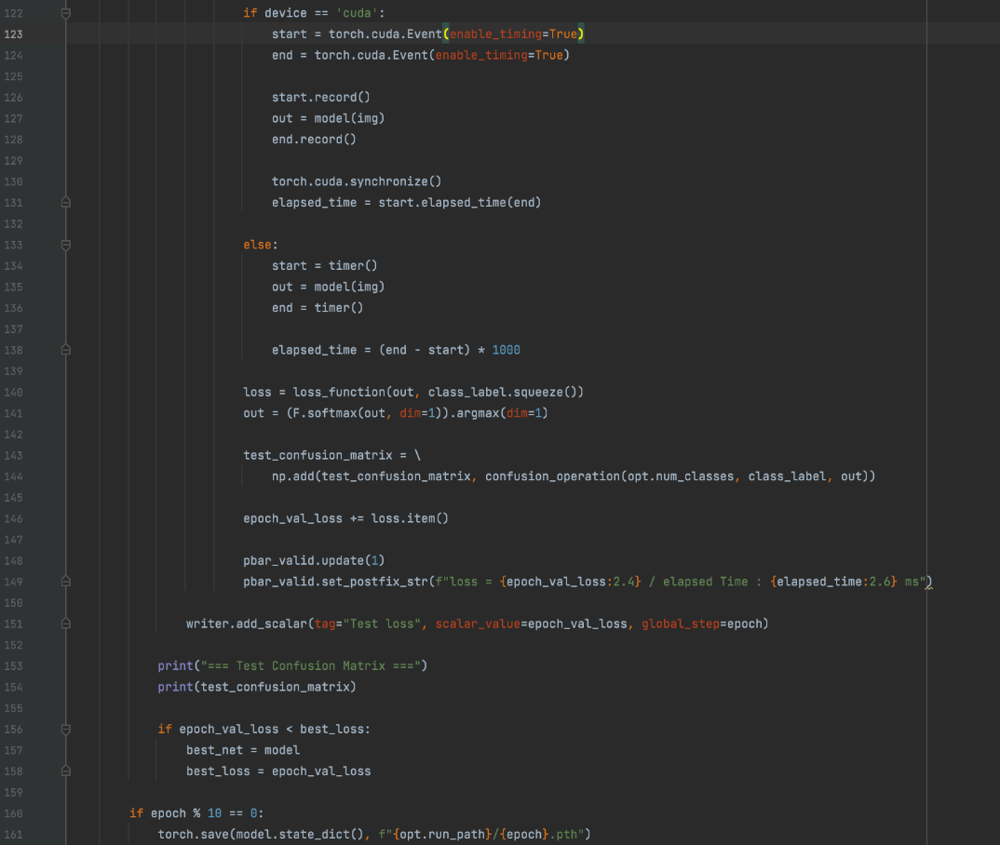 122 if device == 'cuda':
123 start = torch.cuda.Event(enable_timing=True)
124 end = torch.cuda.Event(enable_timing=True)
125
126 start.record()
127 out = model(img)
128 end.record()
129
130 torch.cuda.synchronize()
131 elapsed_time = start.elapsed_time(end)
132
133 else:
134 start = timer()
135 out = model(img)
136 end = timer()
137
138 elapsed_time = (end - start) * 1000
139
140 loss = loss_function(out, class_label.squeeze())
141 out = (F.softmax(out, dim=1)).argmax(dim=1)
142
143 test_confusion_matrix = \
144 np.add(test_confusion_matrix, confusion_operation(opt.num_classes, class_label, out))
145
146 epoch_val_loss += loss.item()
147
148 pbar_valid.update(1)
149 pbar_valid.set_postfix_str(f"loss = {epoch_val_loss:2.4} / elapsed Time : {elapsed_time:2.6} ms")
150
151 writer.add_scalar(tag="Test loss", scalar_value=epoch_val_loss, global_step=epoch)
152
153 print("=== Test Confusion Matrix ===")
154 print(test_confusion_matrix)
155
156 if epoch_val_loss < best_loss:
157 best_net = model
158 best_loss = epoch_val_loss
159
160 if epoch % 10 == 0:
161 torch.save(model.state_dict(), f"{opt.run_path}/{epoch}.pth")